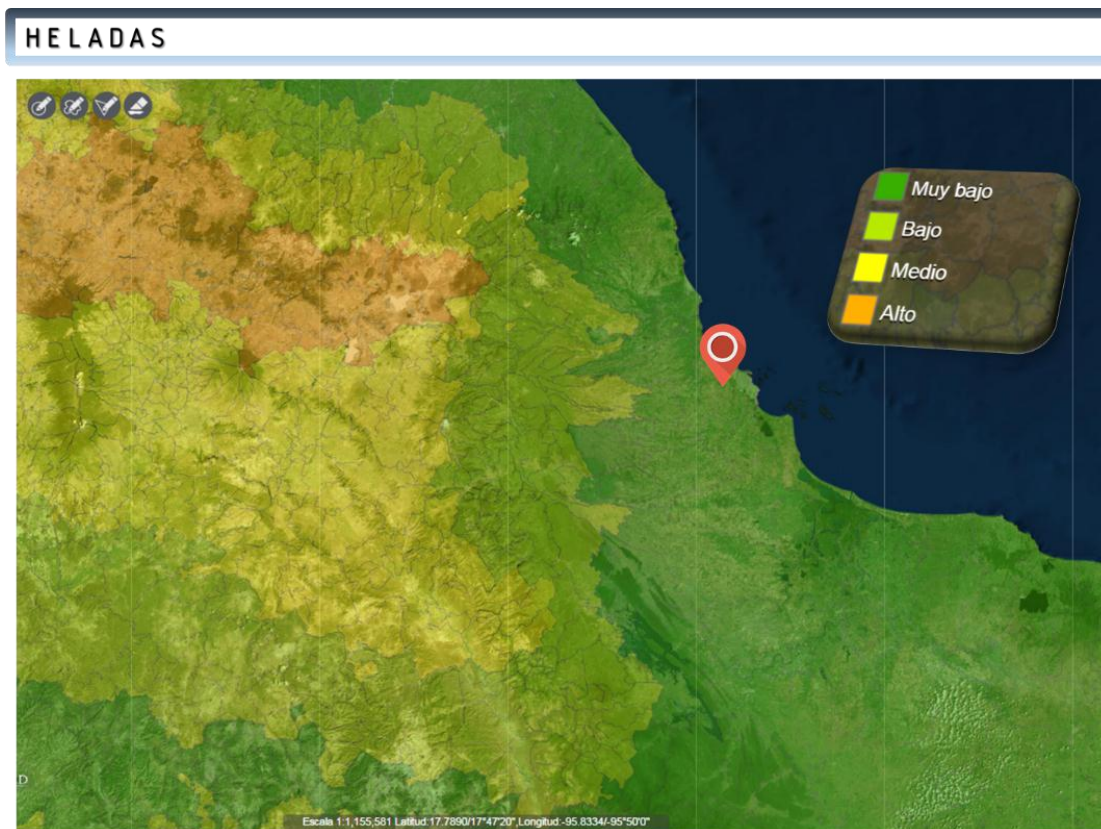 HELADAS
Muy bajo
Bajo
Medio
Alto
D
Escala 1:1,155,581 Latitud:17.7890/17°47'20",Longitud:-95.8334/-95°50'0"